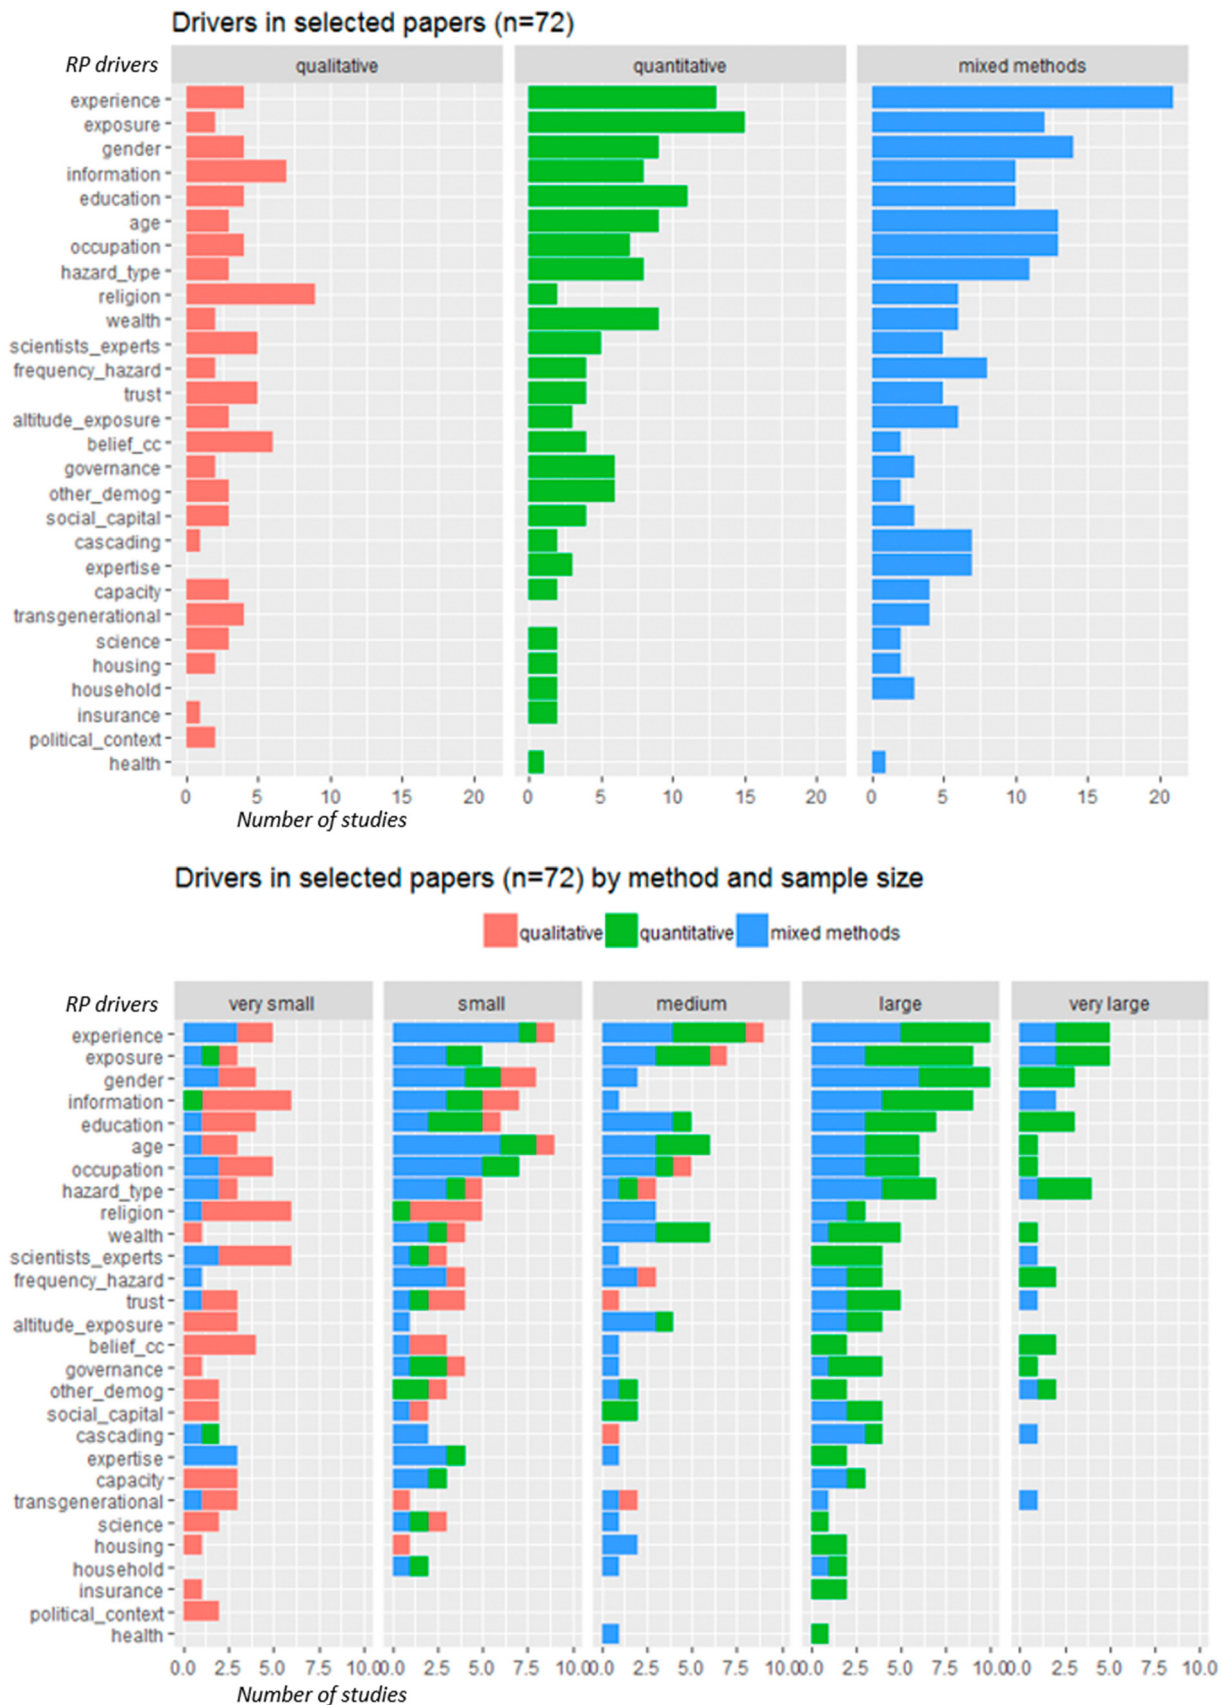 Drivers in selected papers (n=72)
RP drivers
qualitative
quantitative
mixed methods
experience
exposure
gender
information
education
age
occupation
hazard_type
religion
wealth
scientists_experts
frequency_hazard
trust
altitude_exposure
belief_cc
governance
other_demog
social_capital
cascading
expertise
capacity
transgenerational
science
housing
household
insurance
political_context
health
0 5 10 15 20 0 5 10 15 20 0 5 10 15 20
Number of studies
Drivers in selected papers (n=72) by method and sample size
qualitative quantitative mixed methods
RP drivers
very small
small
medium
large
very large
experience
exposure
gender
information
education
age
occupation
hazard_type
religion
wealth
scientists_experts
frequency_hazard
trust
altitude_exposure
belief_cc
governance
other_demog
social_capital
cascading
expertise
capacity
transgenerational
science
housing
household
insurance
political_context
health
0.0 2.5 5.0 7.5 10.00.0 2.5 5.0 7.5 10.00.0 2.5 5.0 7.5 10.00.0 2.5 5.0 7.5 10.00.0 2.5 5.0 7.5 10.0
Number of studies